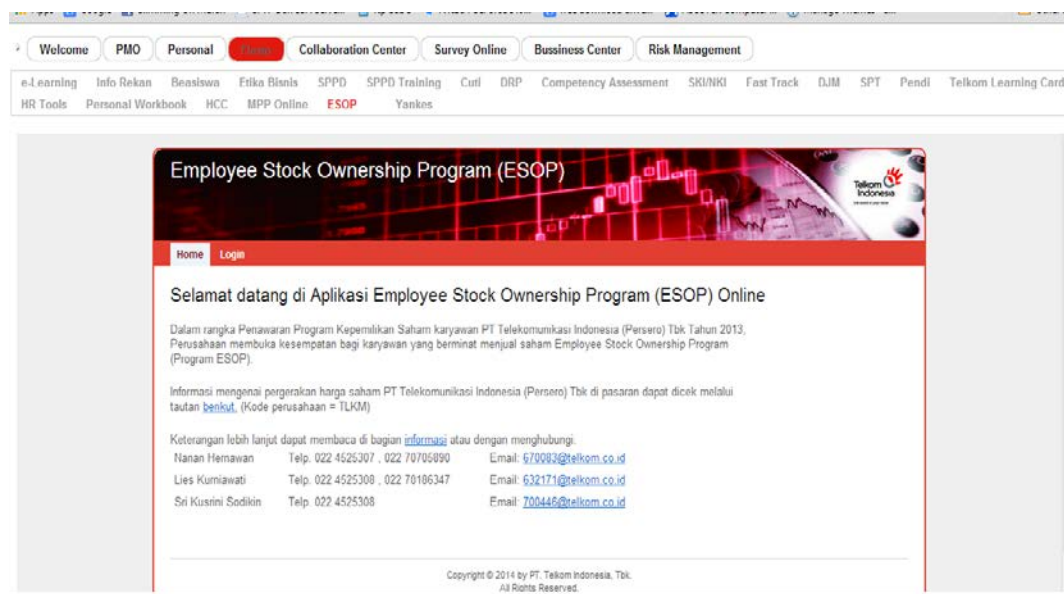 Welcome PMO Personal Collaboration Center Survey Online Bussiness Center Risk Management
e-Learning Info Rekan Beasiswa Etika Bisnis SPPD SPPD Training Cuti DRP Competency Assessment SKI/NKI Fast Track DJM SPT Pendi Telkom Learning Card
HR Tools Personal Workbook HCC MPP Online ESOP Yankes
Employee Stock Ownership Program (ESOP)
Telkom
Indonesia
Home Login
Selamat datang di Aplikasi Employee Stock Ownership Program (ESOP) Online
Dalam rangka Penawaran Program Kepemilikan Saham karyawan PT Telekomunikasi Indonesia (Persero) Tbk Tahun 2013,
Perusahaan membuka kesempatan bagi karyawan yang berminat menjual saham Employee Stock Ownership Program
(Program ESOP).
Informasi mengenai pergerakan harga saham PT Telekomunikasi Indonesia (Persero) Tbk di pasaran dapat dicek melalui
tautan berikut. (Kode perusahaan = TLKM)
Keterangan lebih lanjut dapat membaca di bagian informasi atau dengan menghubungi:
Nanan Hernawan Telp. 022 4525307 , 022 70705890 Email: 670083@telkom.co.id
Lies Kurniawati Telp. 022 4525308 , 022 70186347 Email: 632171@telkom.co.id
Sri Kusrini Sodikin Telp. 022 4525308 Email: 700446@telkom.co.id
Copyright © 2014 by PT. Telkom Indonesia, Tbk.
All Rights Reserved.